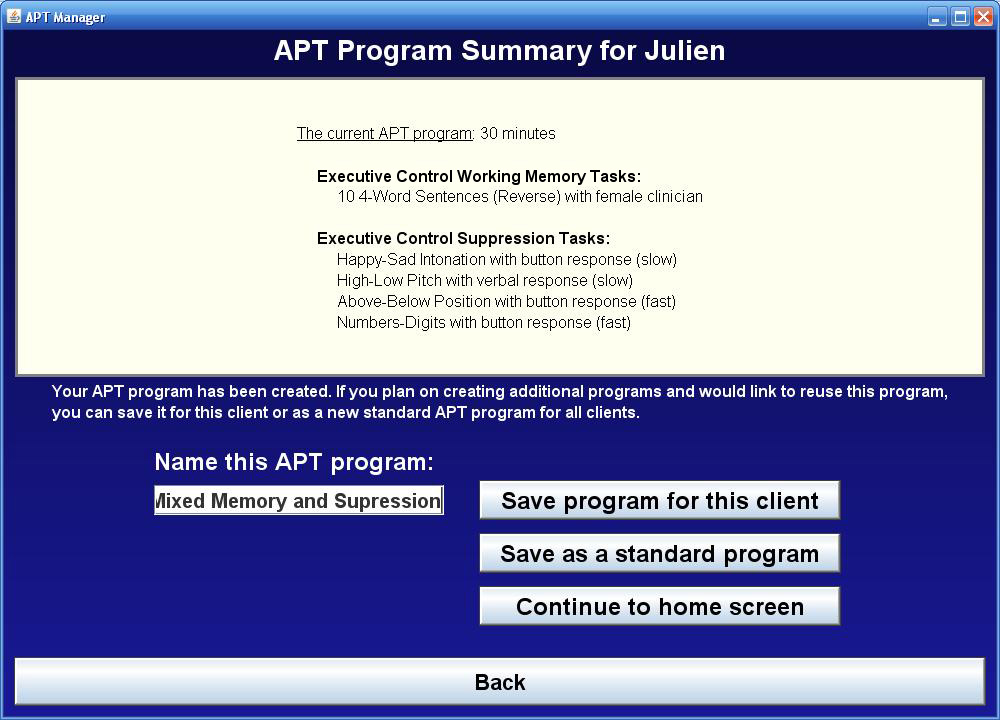 APT Manager
APT Program Summary for Julien
The current APT program: 30 minutes
Executive Control Working Memory Tasks:
10 4-Word Sentences (Reverse) with female clinician
Executive Control Suppression Tasks:
Happy-Sad Intonation with button response (slow)
High-Low Pitch with verbal response (slow)
Above-Below Position with button response (fast)
Numbers-Digits with button response (fast)
Your APT program has been created. If you plan on creating additional programs and would link to reuse this program,
you can save it for this client or as a new standard APT program for all clients.
Name this APT program:
Mixed Memory and Supression
Save program for this client
Save as a standard program
Continue to home screen
Back